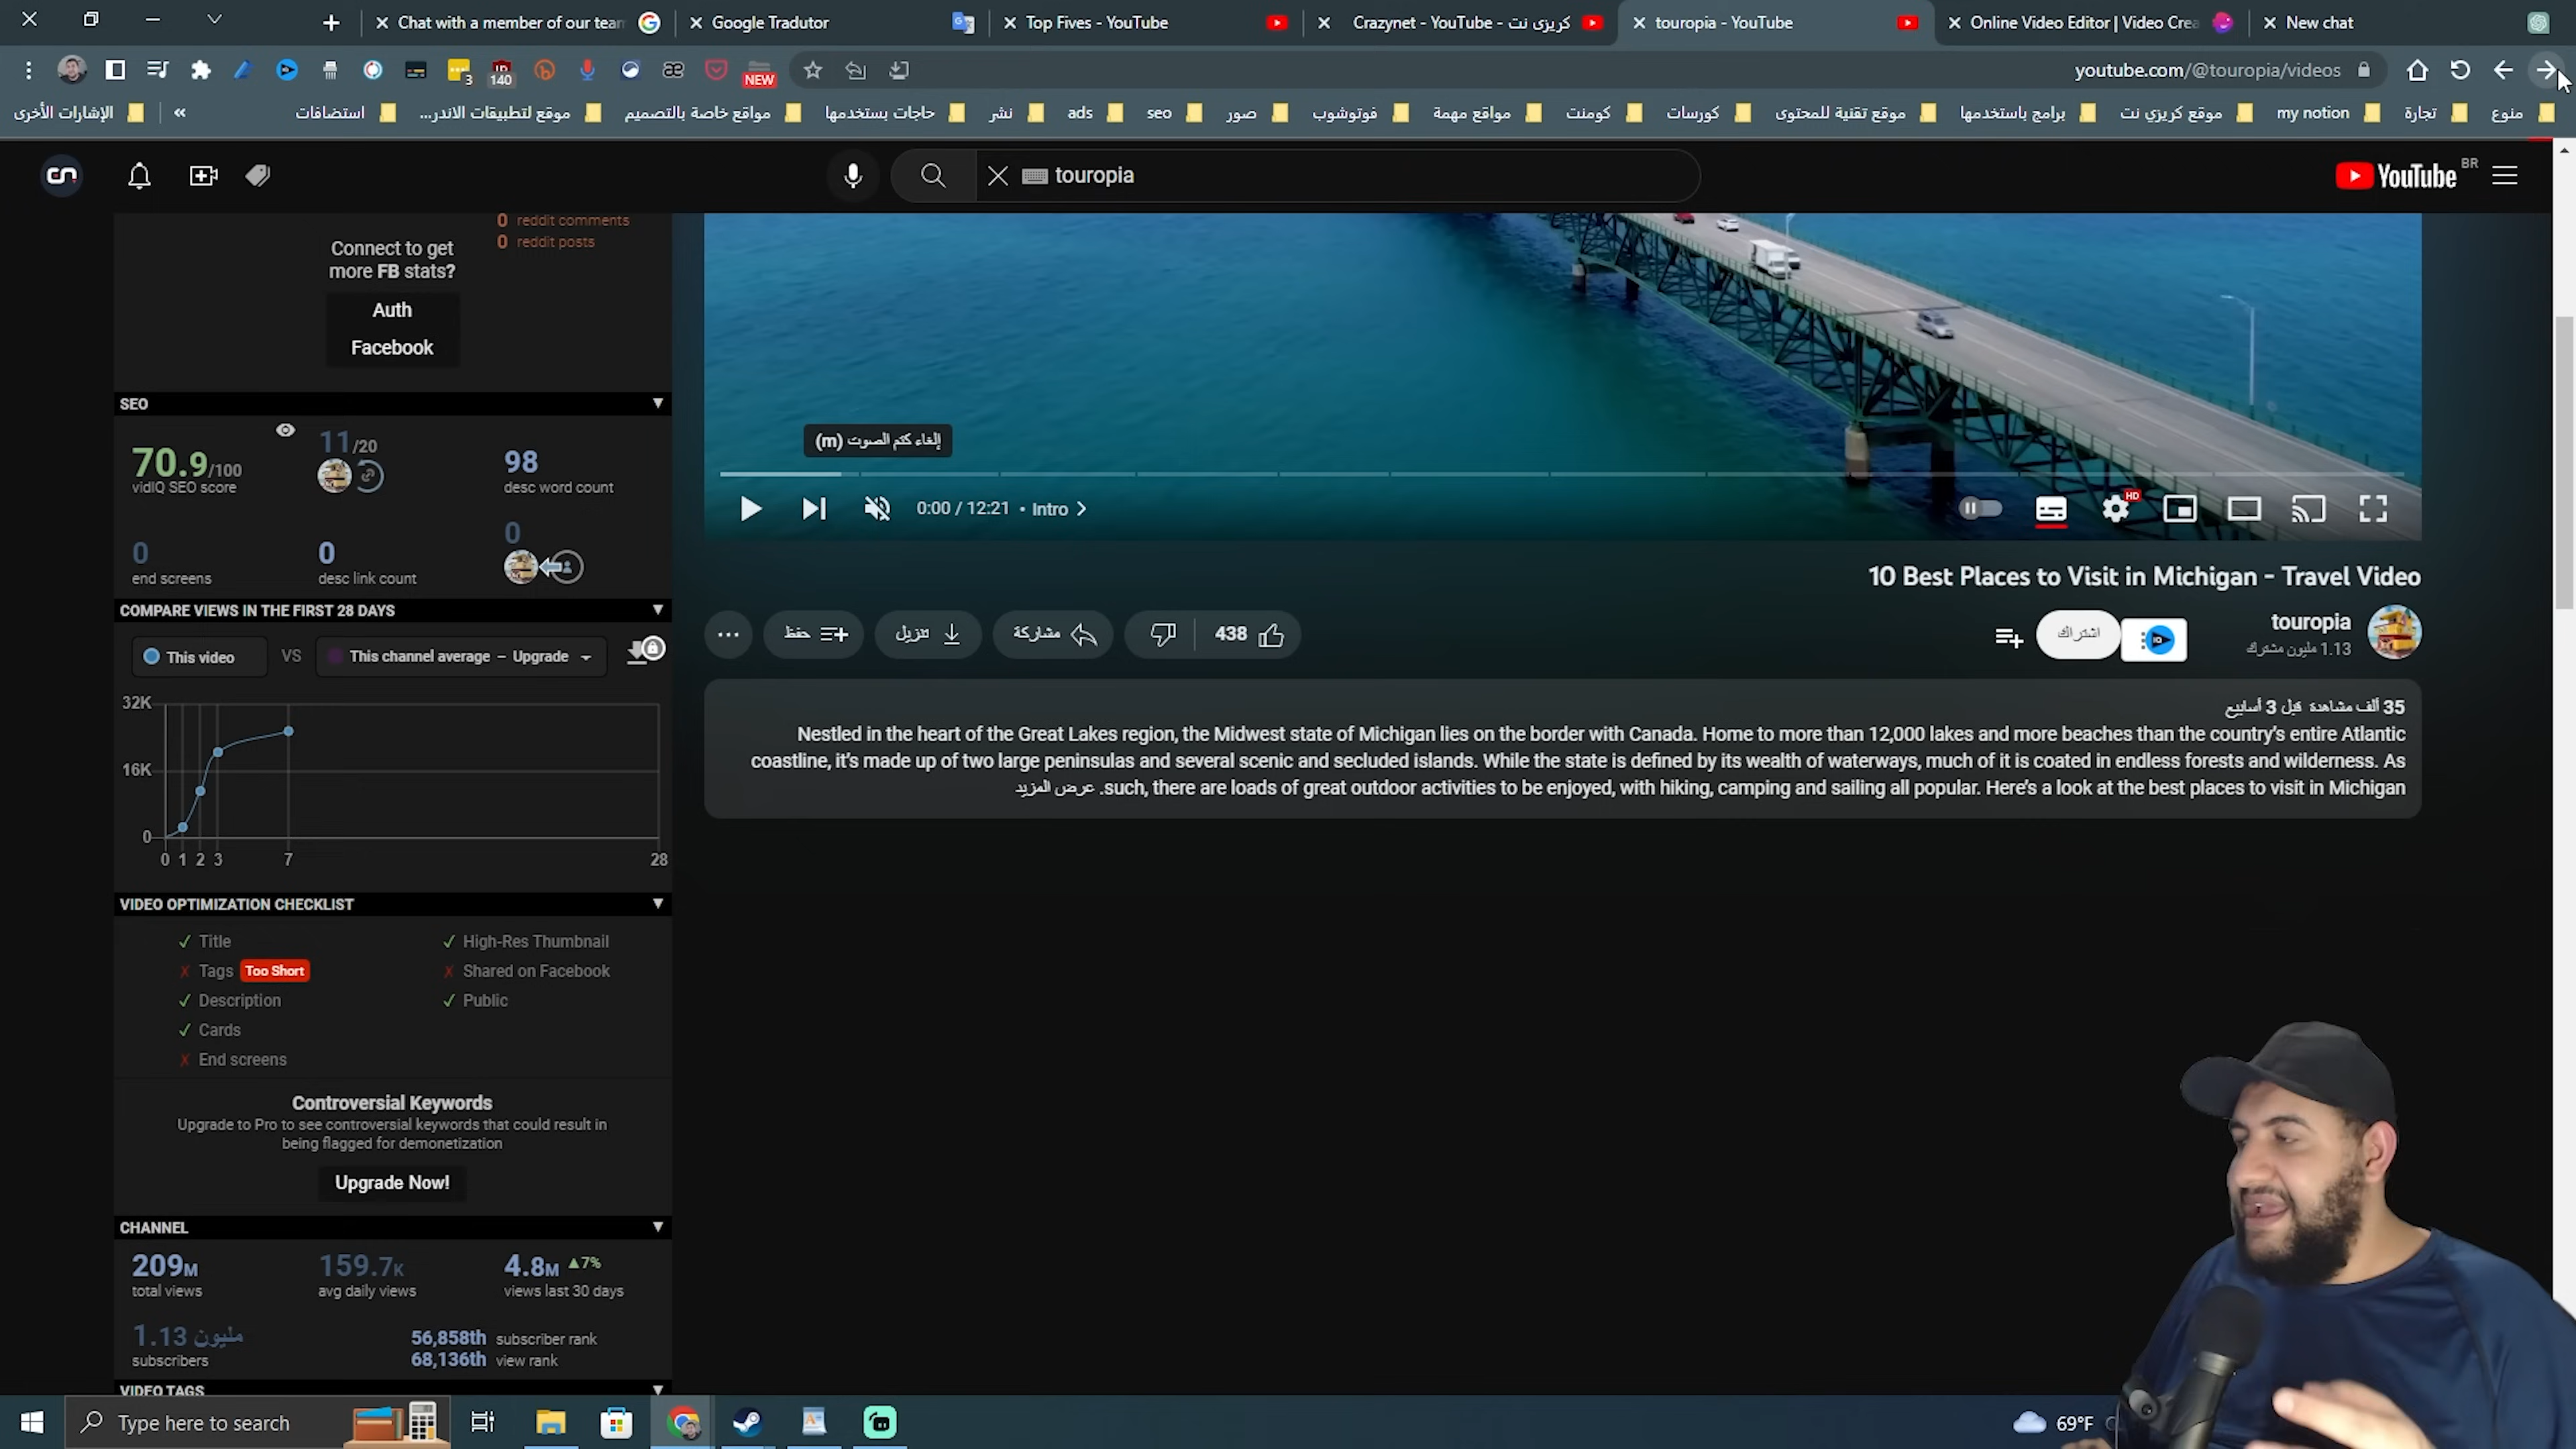 Chat with a member of our team
Google Tradutor
Top Fives - YouTube
Crazynet - YouTube - كريزى نت
touropia - YouTube
Online Video Editor | Video Crea
New chat
3
140
NEW
youtube.com/@touropia/videos
الإشارات الأخرى
»
استضافات
موقع لتطبيقات الاندر...
مواقع خاصة بالتصميم
حاجات بستخدمها
نشر
ads
seo
صور
فوتوشوب
مواقع مهمة
كومنت
كورسات
موقع تقنية للمحتوى
برامج باستخدمها
موقع كريزي نت
my notion
تجارة
منوع
touropia
YouTube BR
0 reddit comments
0 reddit posts
Connect to get
more FB stats?
Auth
Facebook
SEO
70.9/100
vidIQ SEO score
11/20
98
desc word count
0
end screens
0
desc link count
0
COMPARE VIEWS IN THE FIRST 28 DAYS
This video
VS
This channel average – Upgrade
32K
16K
0
0 1 2 3 7 28
VIDEO OPTIMIZATION CHECKLIST
Title
High-Res Thumbnail
Tags Too Short
Shared on Facebook
Description
Public
Cards
End screens
Controversial Keywords
Upgrade to Pro to see controversial keywords that could result in
being flagged for demonetization
Upgrade Now!
CHANNEL
209M
total views
159.7K
avg daily views
4.8M ▲7%
views last 30 days
1.13 مليون
subscribers
56,858th subscriber rank
68,136th view rank
VIDEO TAGS
إلغاء كتم الصوت (m)
0:00 / 12:21 • Intro
HD
10 Best Places to Visit in Michigan - Travel Video
حفظ
تنزيل
مشاركة
438
اشتراك
IQ
touropia
1.13 مليون مشترك
35 ألف مشاهدة قبل 3 أسابيع
Nestled in the heart of the Great Lakes region, the Midwest state of Michigan lies on the border with Canada. Home to more than 12,000 lakes and more beaches than the country's entire Atlantic
coastline, it's made up of two large peninsulas and several scenic and secluded islands. While the state is defined by its wealth of waterways, much of it is coated in endless forests and wilderness. As
such, there are loads of great outdoor activities to be enjoyed, with hiking, camping and sailing all popular. Here's a look at the best places to visit in Michigan. عرض المزيد
Type here to search
69°F